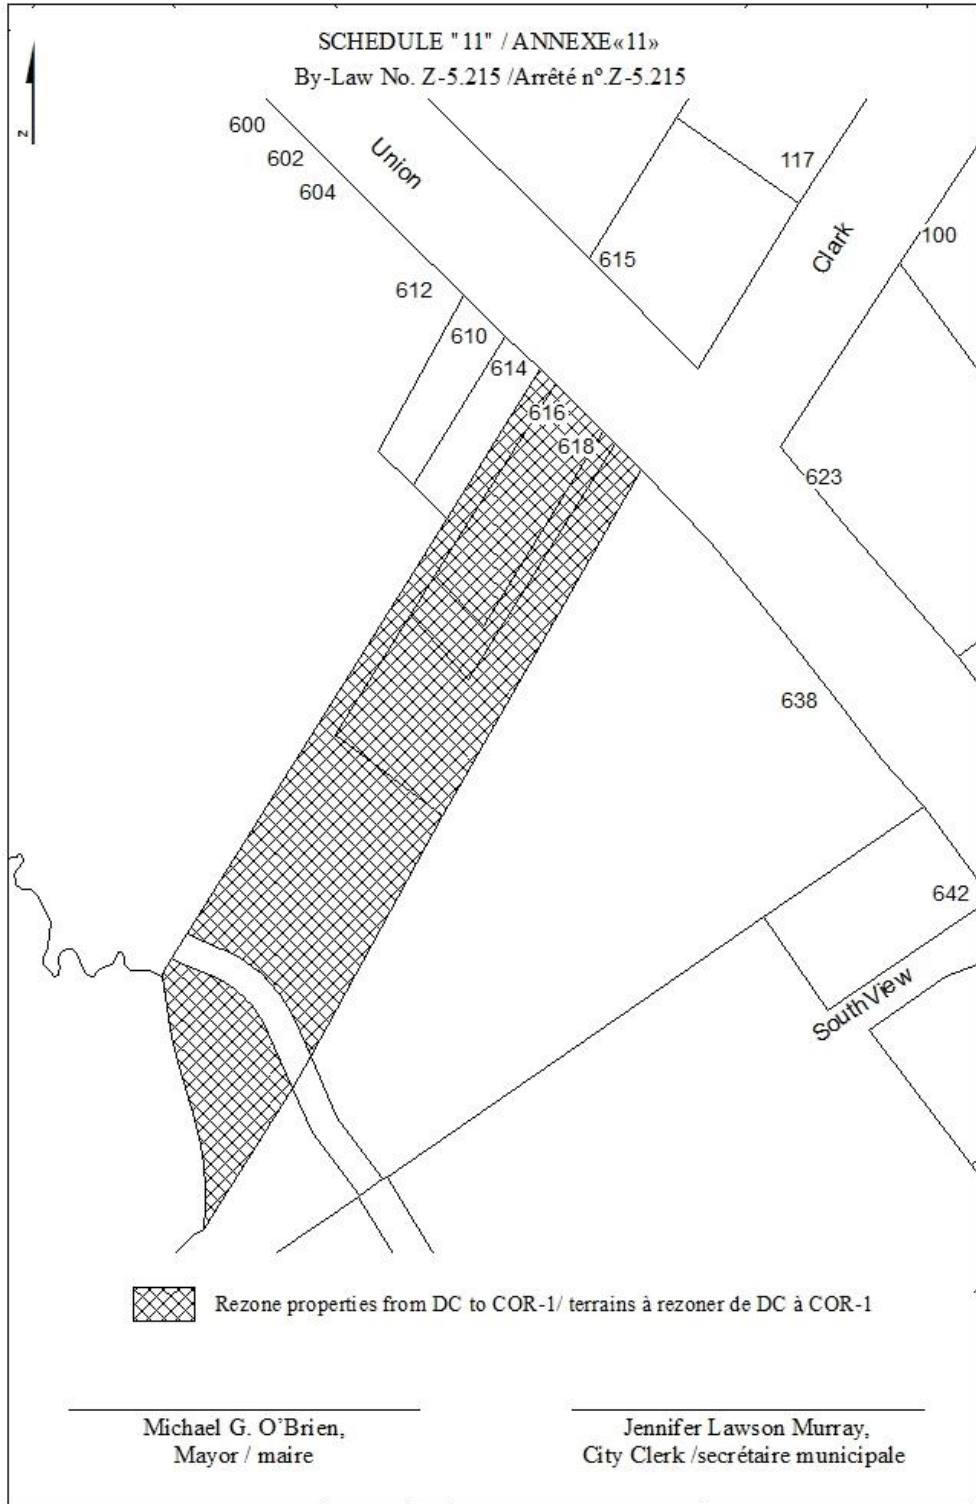 SCHEDULE "11" / ANNEXE«11»
By-Law No. Z-5.215 /Arrêté nº.Z-5.215
z
600
602
604
Union
117
Clark
100
615
612
610
614
616
618
623
638
642
SouthView
Rezone properties from DC to COR-1/ terrains à rezoner de DC à COR-1
Michael G. O'Brien,
Mayor / maire
Jennifer Lawson Murray,
City Clerk /secrétaire municipale